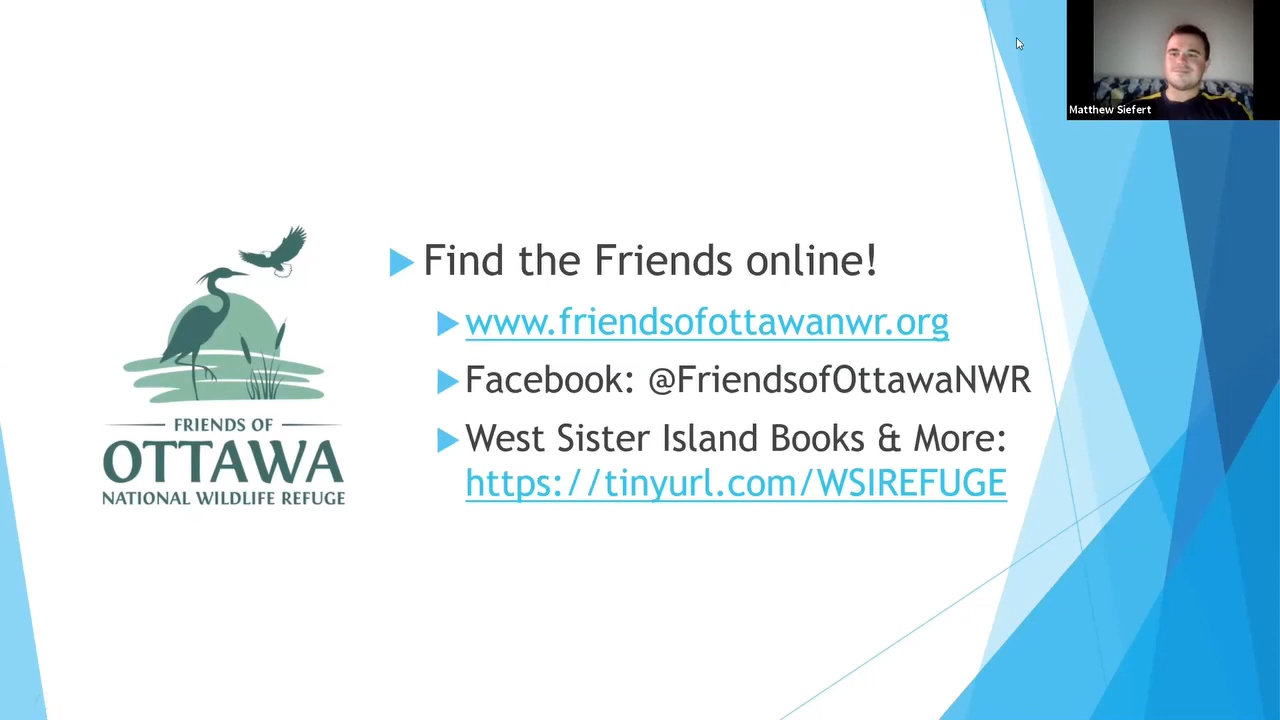 Matthew Siefert
Find the Friends online!
www.friendsofottawanwr.org
Facebook: @FriendsofOttawaNWR
West Sister Island Books & More:
https://tinyurl.com/WSIREFUGE
FRIENDS OF
OTTAWA
NATIONAL WILDLIFE REFUGE